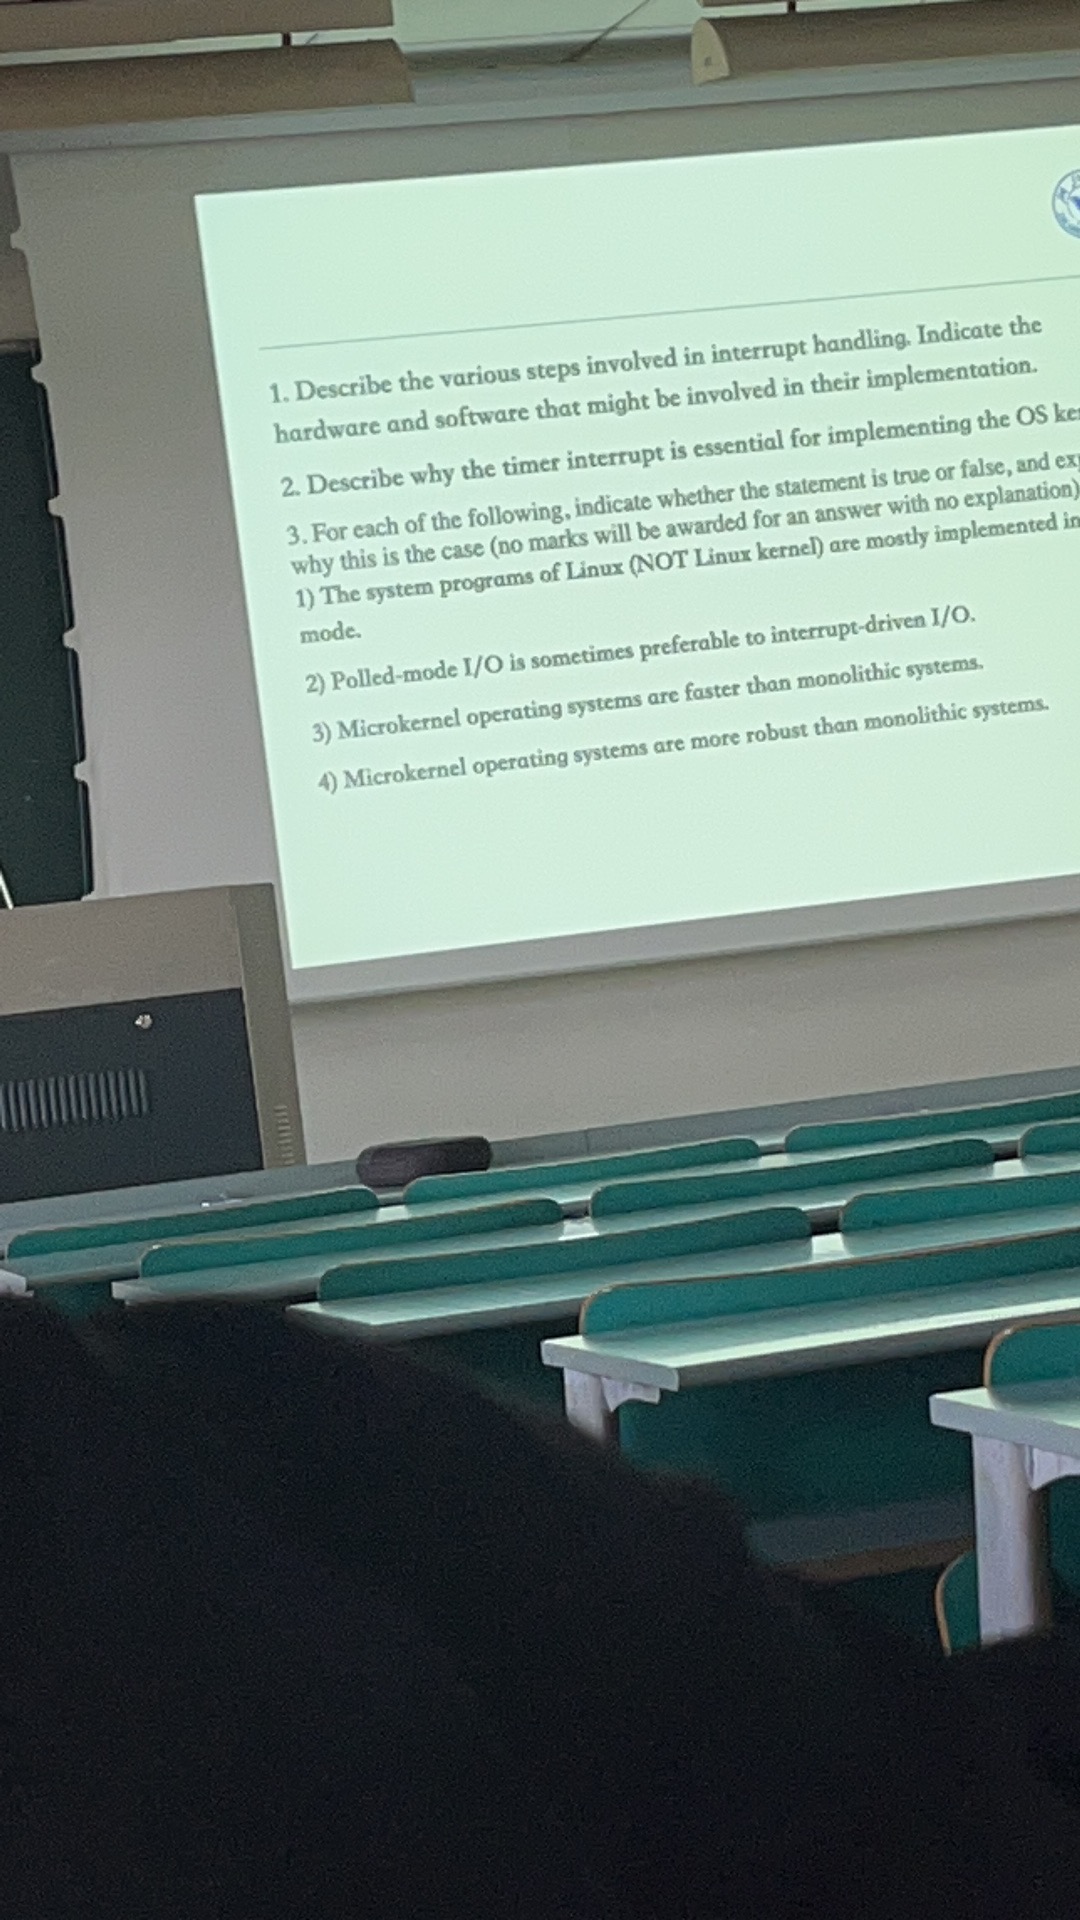 1. Describe the various steps involved in interrupt handling. Indicate the
hardware and software that might be involved in their implementation.
2. Describe why the timer interrupt is essential for implementing the OS
3. For each of the following, indicate whether the statement is true or false, and
why this is the case (no marks will be awarded for an answer with no explanation)
1) The system programs of Linux (NOT Linux kernel) are mostly implemented in
mode.
2) Polled-mode I/O is sometimes preferable to interrupt-driven I/O.
3) Microkernel operating systems are faster than monolithic systems.
4) Microkernel operating systems are more robust than monolithic systems.